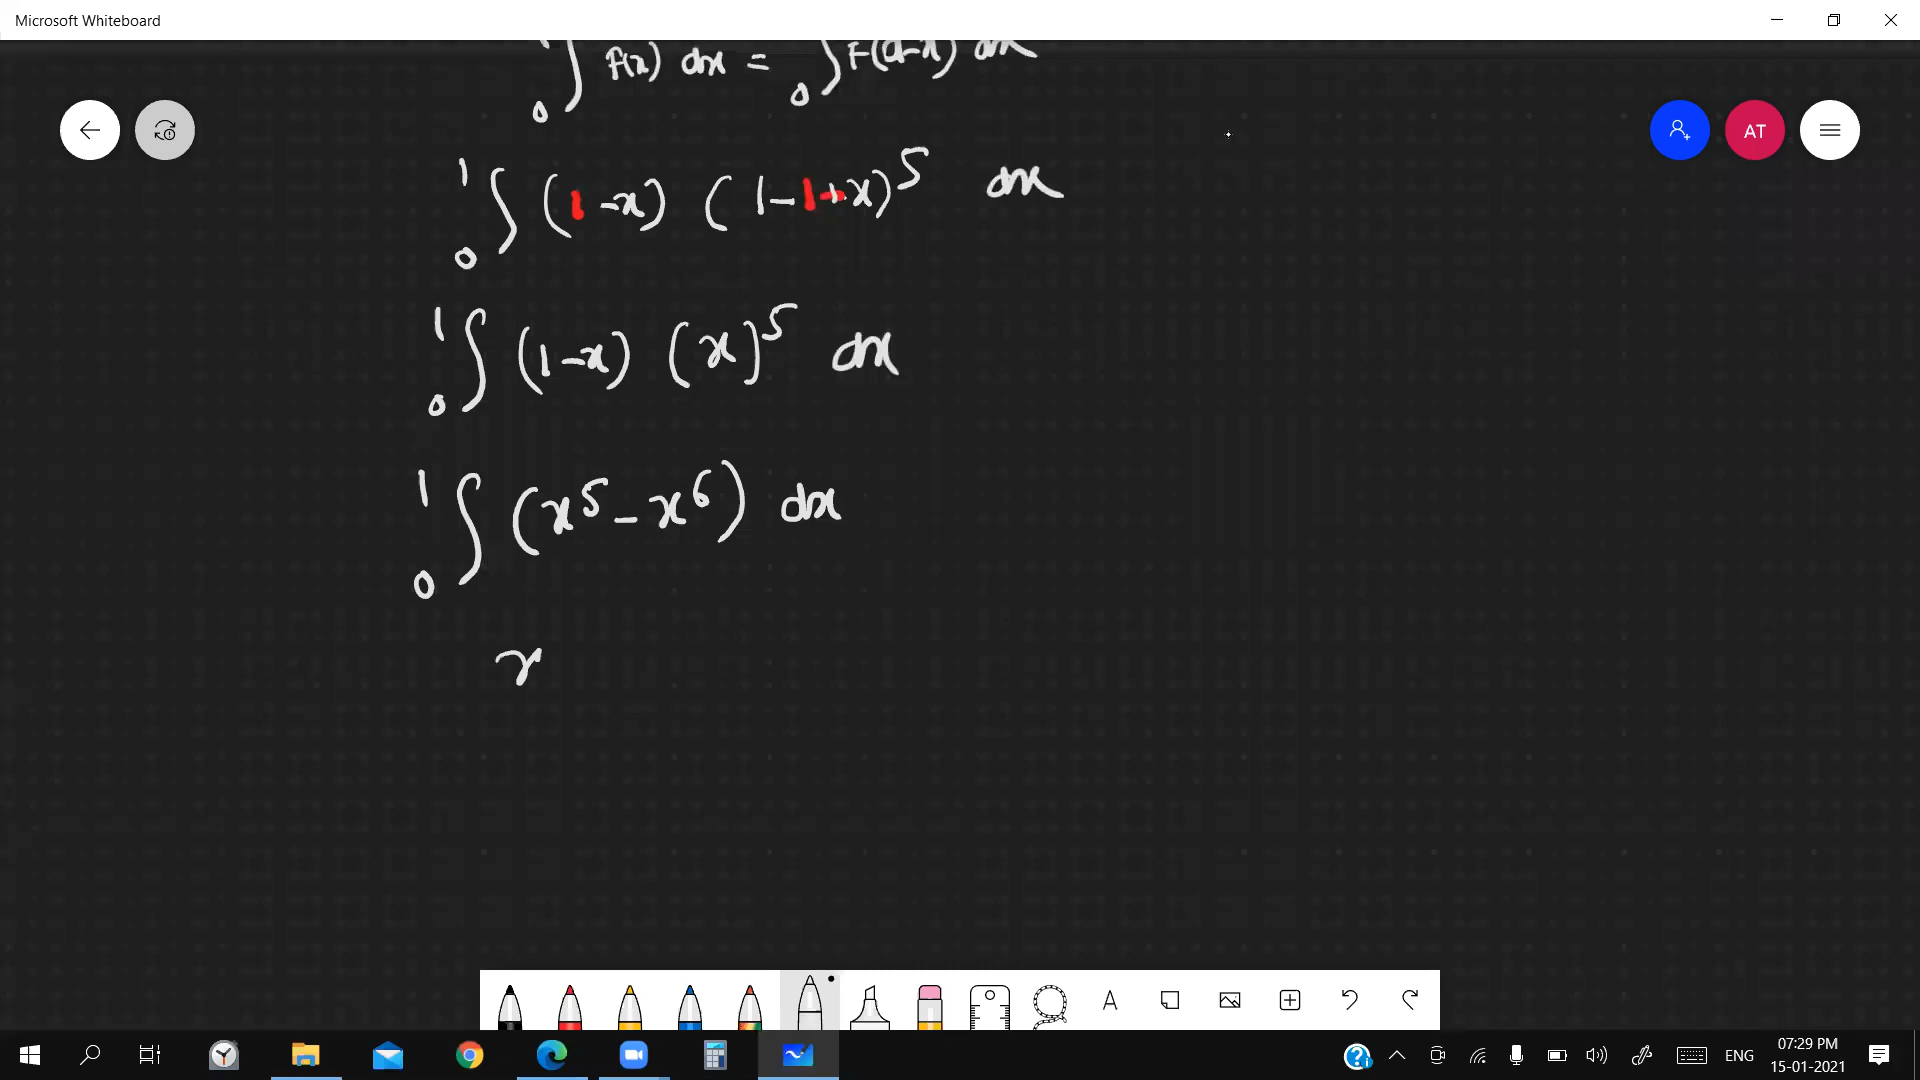 Microsoft Whiteboard
∫₀ F(x) dx = ∫₀ F(a-x) dx
AT
∫₀¹ (1-x) (1-1+x)⁵ dx
∫₀¹ (1-x) (x)⁵ dx
∫₀¹ (x⁵-x⁶) dx
x
A
ENG
07:29 PM
15-01-2021